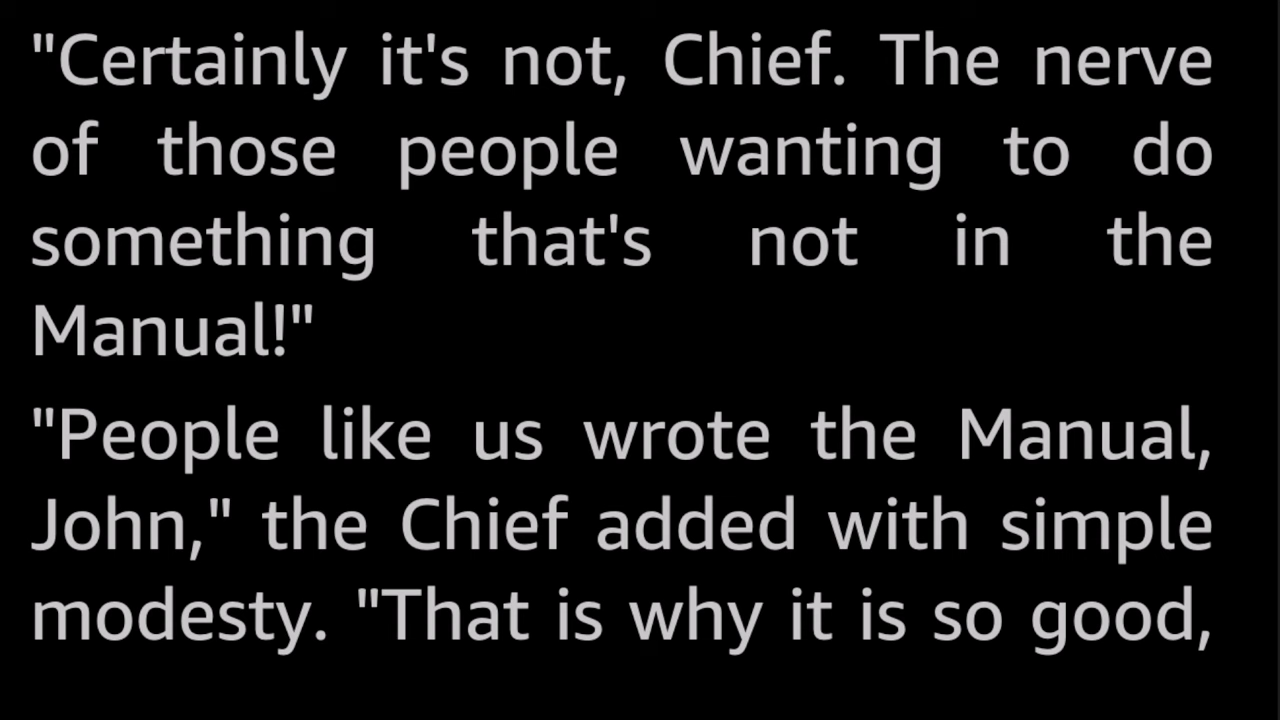 "Certainly it's not, Chief. The nerve
of those people wanting to do
something that's not in the
Manual!"
"People like us wrote the Manual,
John," the Chief added with simple
modesty. "That is why it is so good,